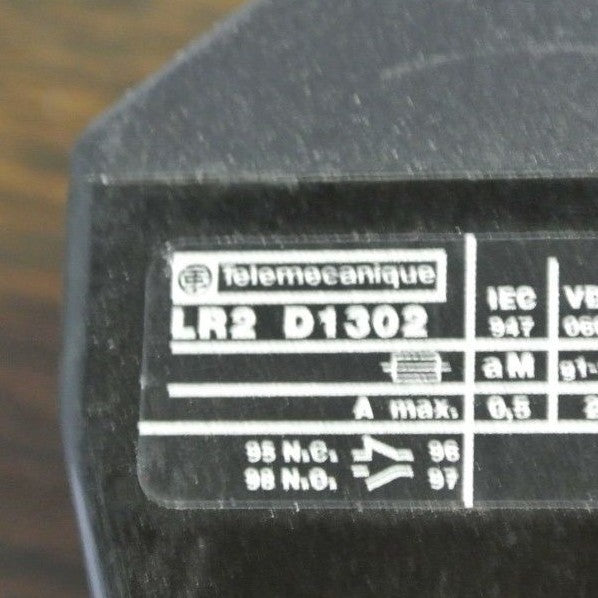 Telemecanique
LR2 D1302
IEC
947
aM
A max. 0,5
95 N.C. 96
98 N.O. 97